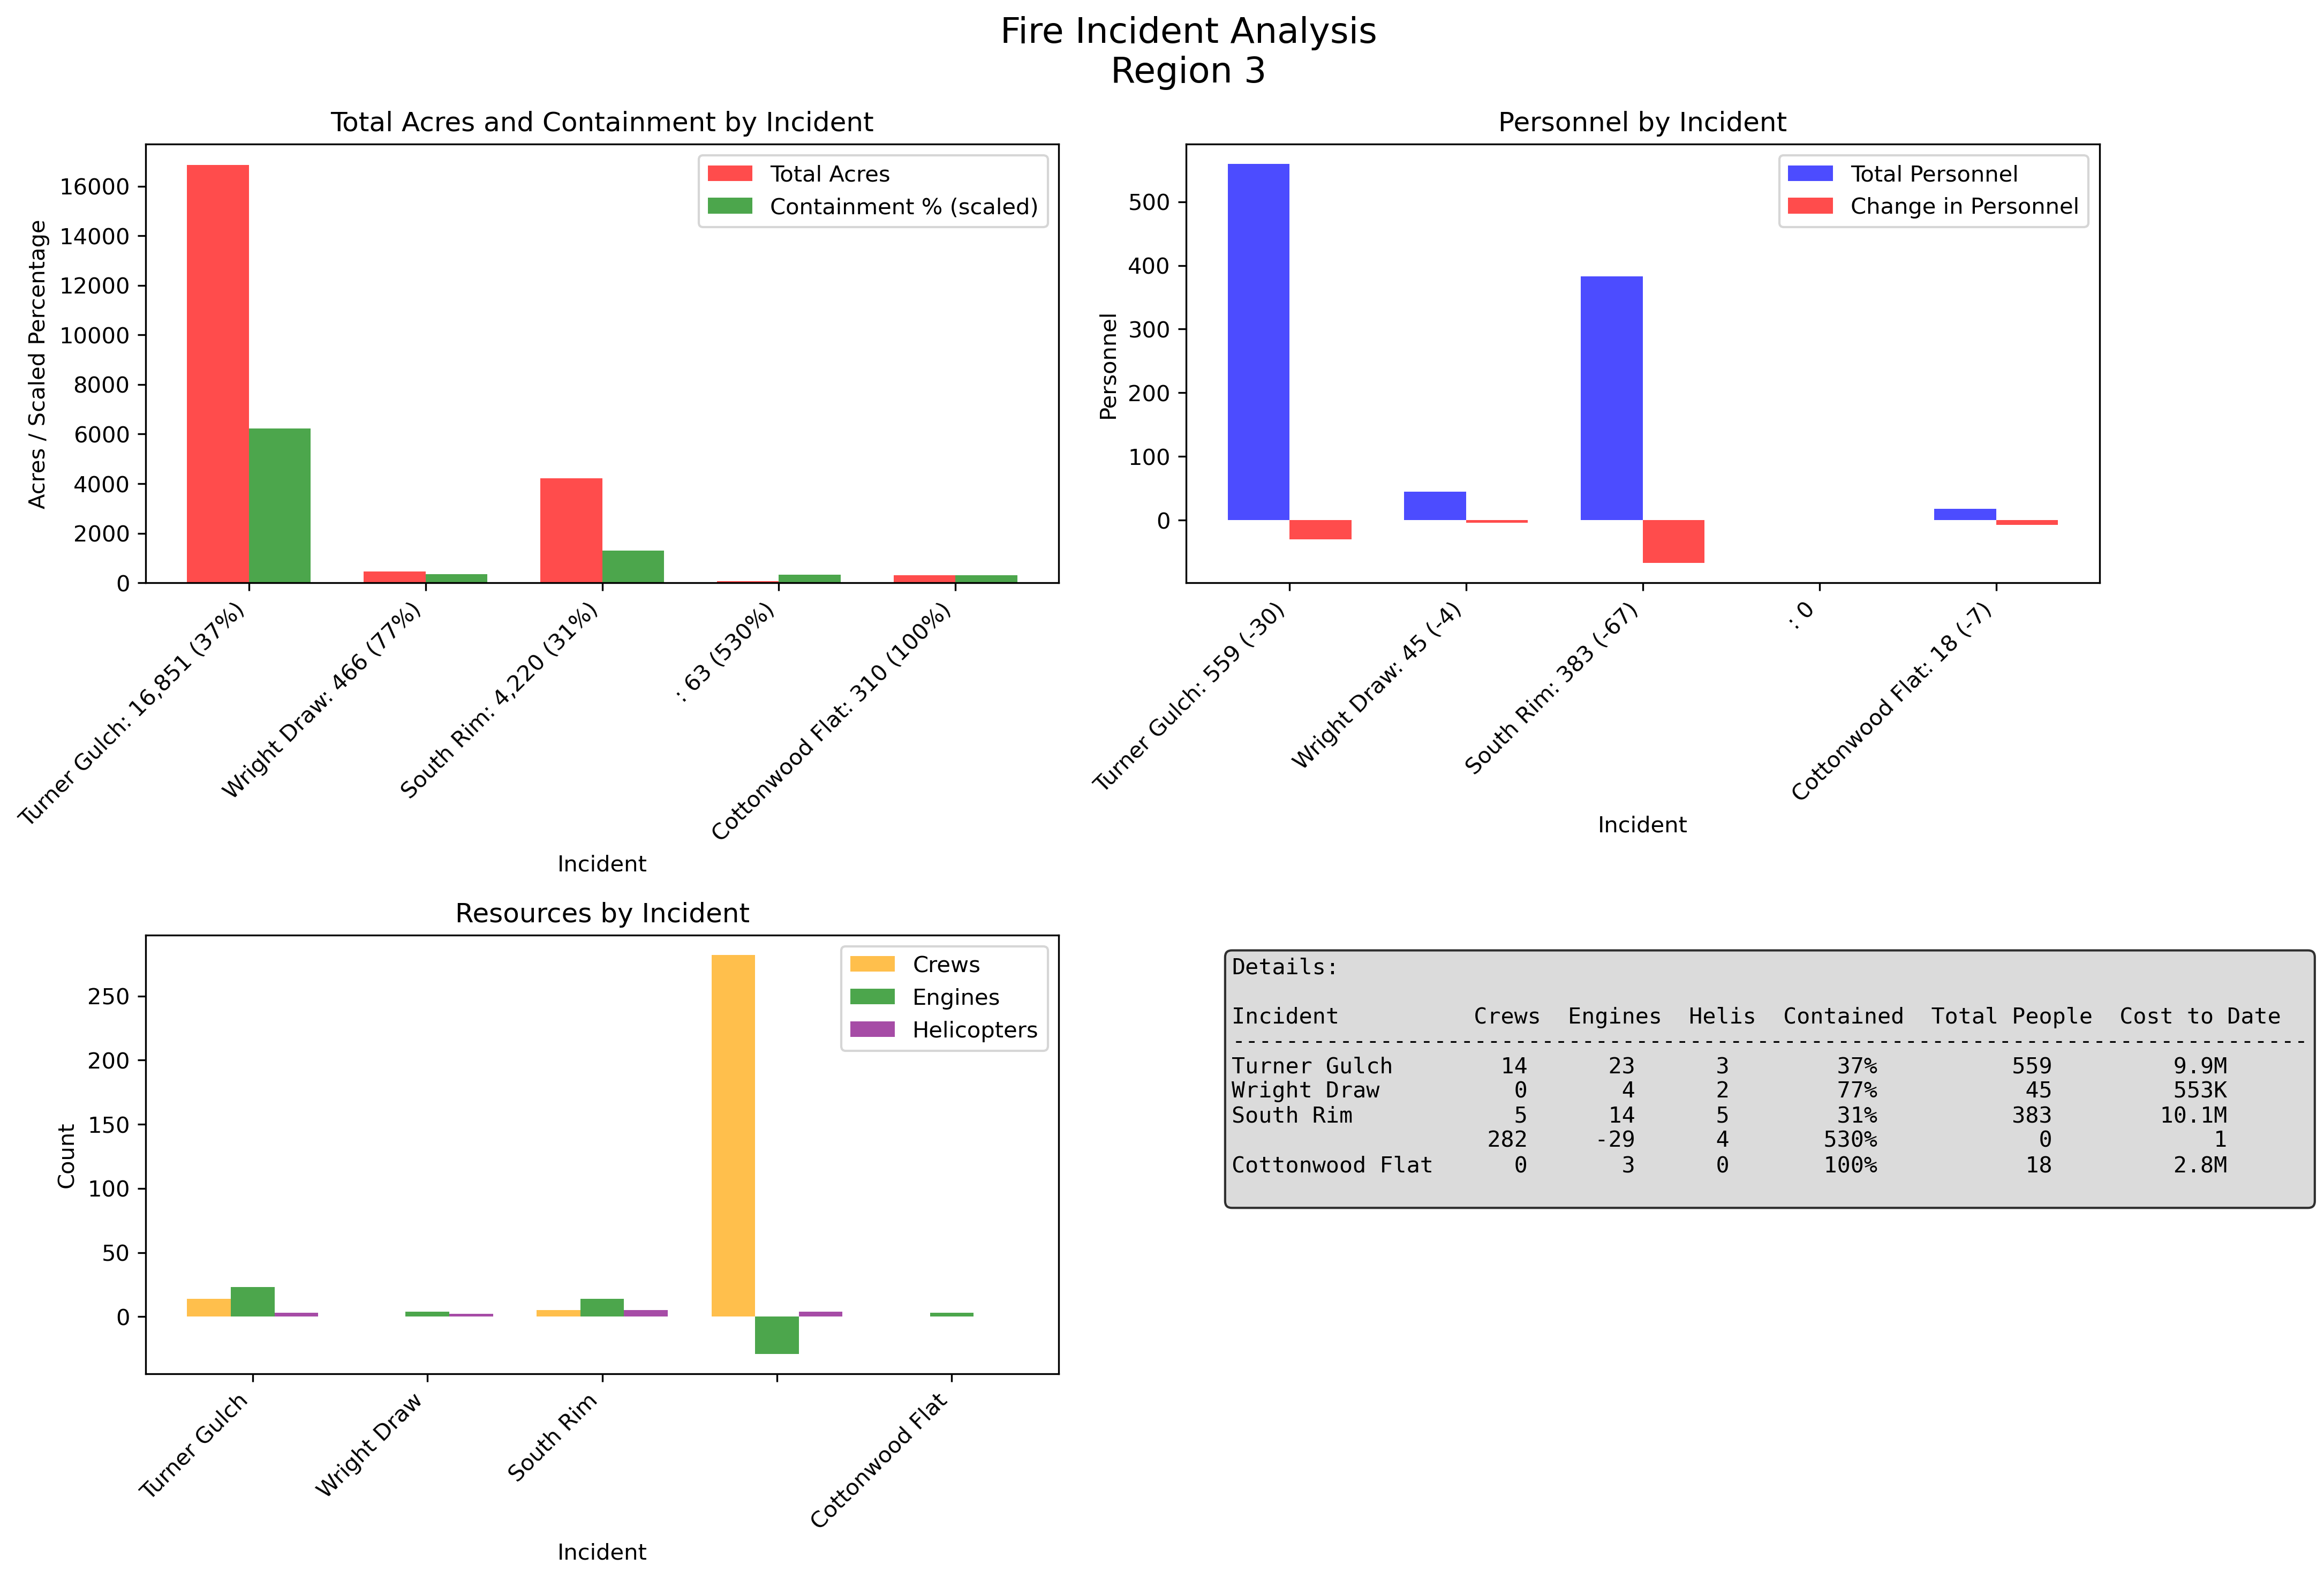 Fire Incident Analysis
Region 3
Total Acres and Containment by Incident
Total Acres
Containment % (scaled)
Acres / Scaled Percentage
16000
14000
12000
10000
8000
6000
4000
2000
0
Turner Gulch: 16,851 (37%)
Wright Draw: 466 (77%)
South Rim: 4,220 (31%)
: 63 (530%)
Cottonwood Flat: 310 (100%)
Incident
Personnel by Incident
Total Personnel
Change in Personnel
Personnel
500
400
300
200
100
0
Turner Gulch: 559 (-30)
Wright Draw: 45 (-4)
South Rim: 383 (-67)
: 0
Cottonwood Flat: 18 (-7)
Incident
Resources by Incident
Crews
Engines
Helicopters
Count
250
200
150
100
50
0
Turner Gulch
Wright Draw
South Rim
Cottonwood Flat
Incident
Details:
Incident Crews Engines Helis Contained Total People Cost to Date
--------------------------------------------------------------------------------
Turner Gulch 14 23 3 37% 559 9.9M
Wright Draw 0 4 2 77% 45 553K
South Rim 5 14 5 31% 383 10.1M
282 -29 4 530% 0 1
Cottonwood Flat 0 3 0 100% 18 2.8M